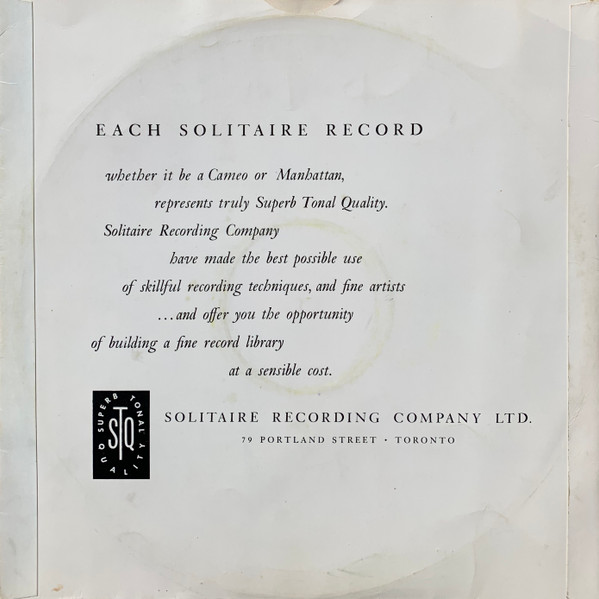 EACH SOLITAIRE RECORD
whether it be a Cameo or Manhattan,
represents truly Superb Tonal Quality.
Solitaire Recording Company
have made the best possible use
of skillful recording techniques, and fine artists
...and offer you the opportunity
of building a fine record library
at a sensible cost.
SUPERB TONAL QUALITY
STQ
SOLITAIRE RECORDING COMPANY LTD.
79 PORTLAND STREET • TORONTO